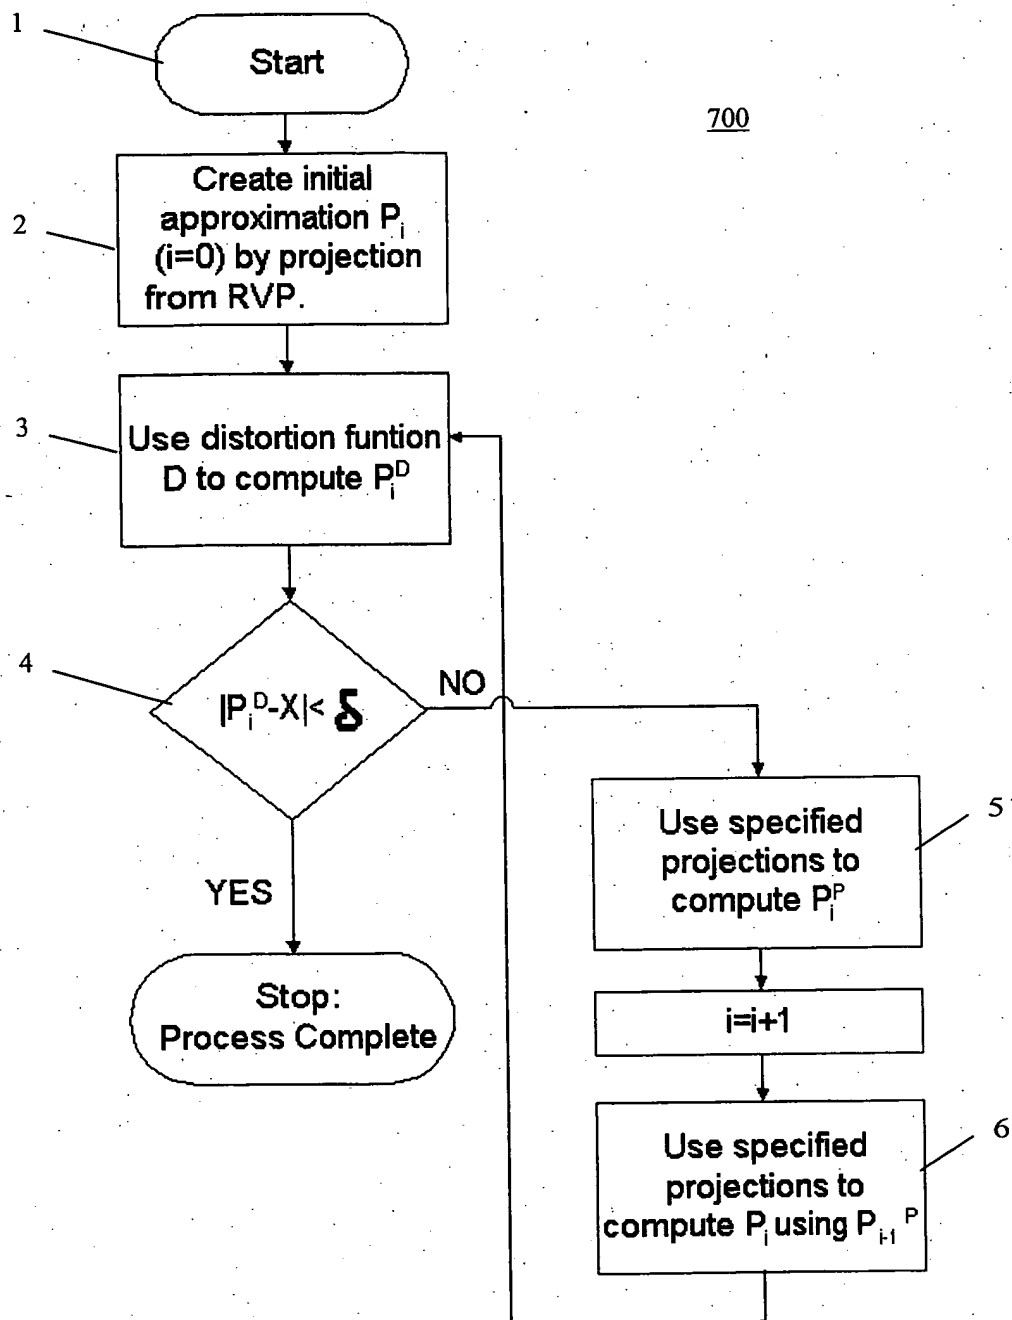 1
Start
700
2
Create initial
approximation P_i
(i=0) by projection
from RVP.
3
Use distortion funtion
D to compute P_i^D
4
|P_i^D-X|< δ
NO
YES
Stop:
Process Complete
5
Use specified
projections to
compute P_i^P
i=i+1
6
Use specified
projections to
compute P_i using P_{i-1}^P